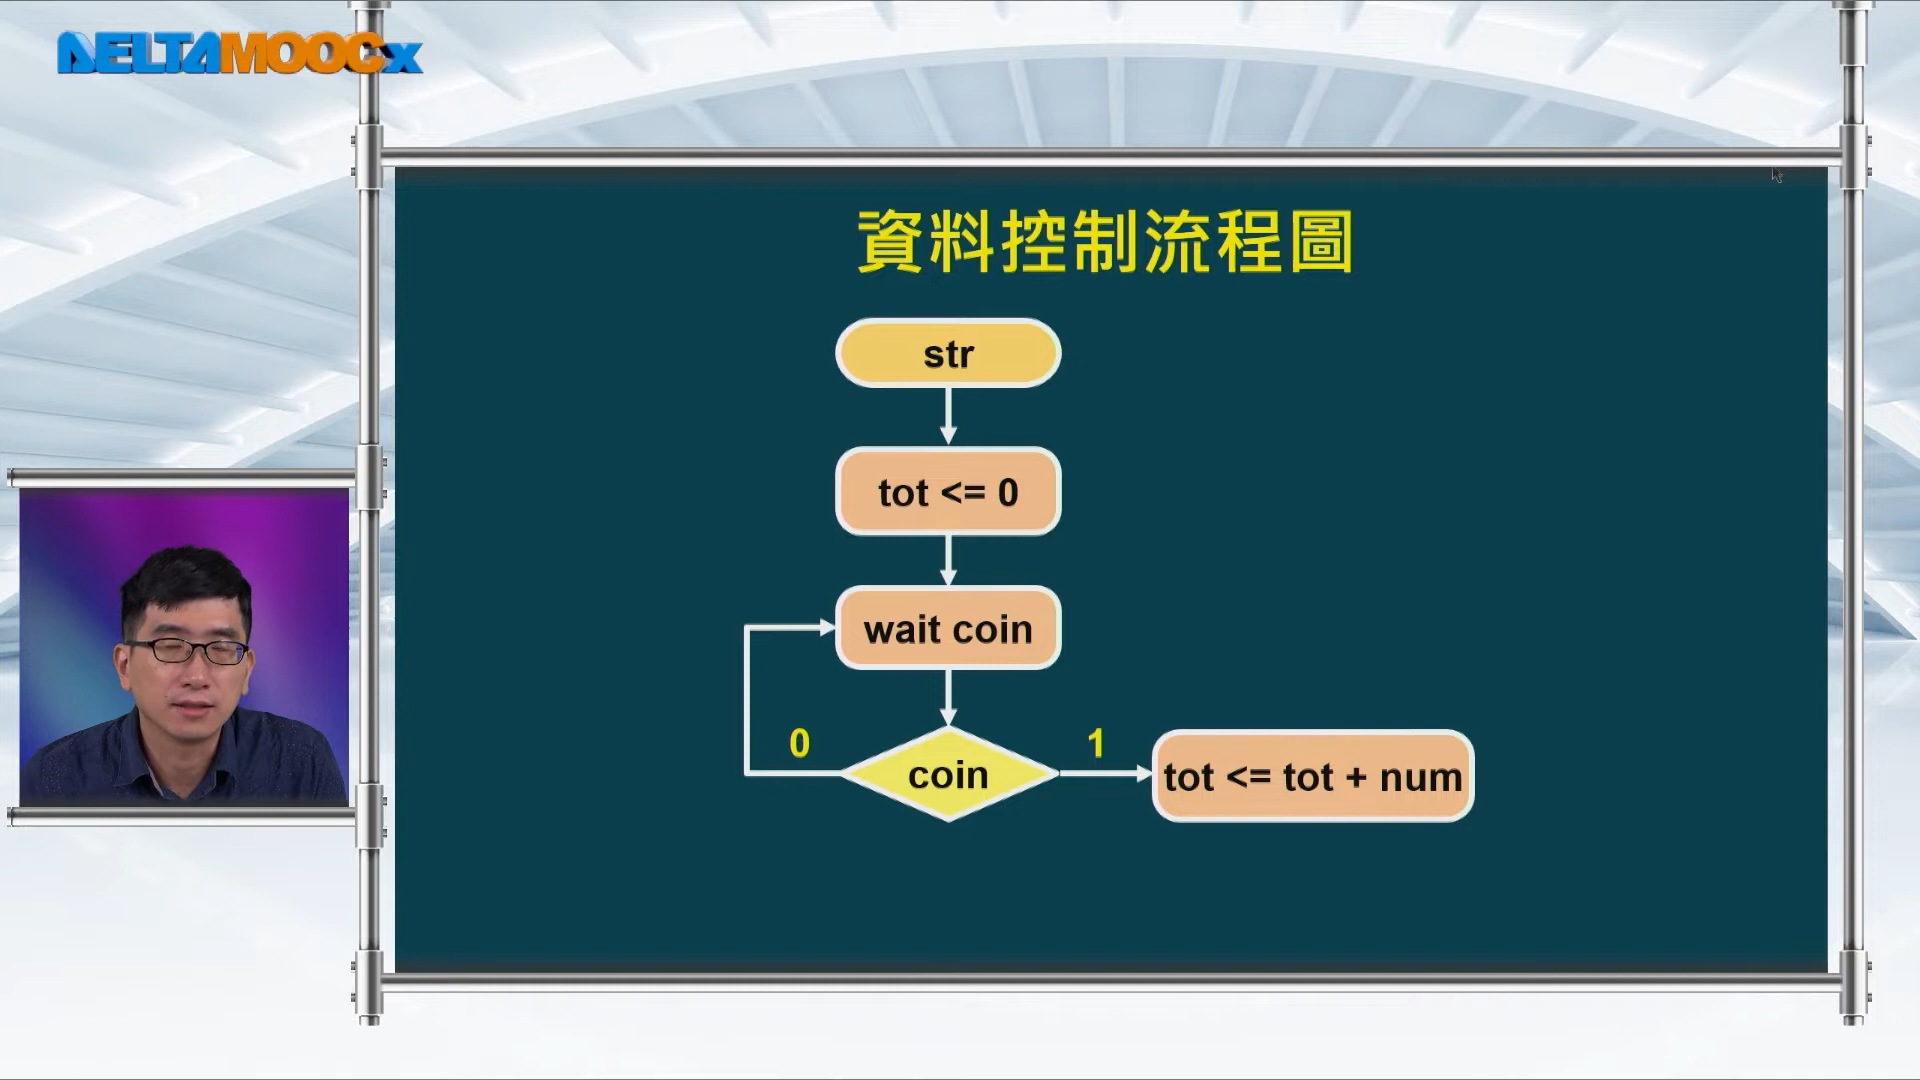 DELTAMOOCx
資料控制流程圖
str
tot <= 0
wait coin
0
coin
1
tot <= tot + num